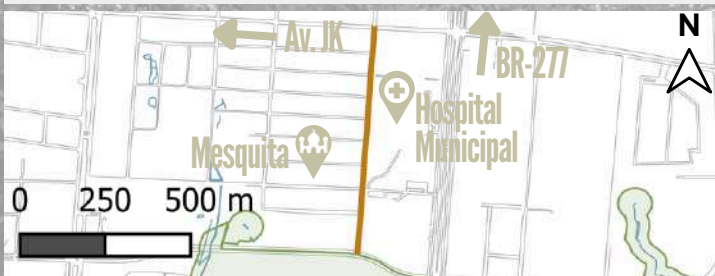 N
Av. JK
BR-277
Hospital
Municipal
Mesquita
0 250 500 m